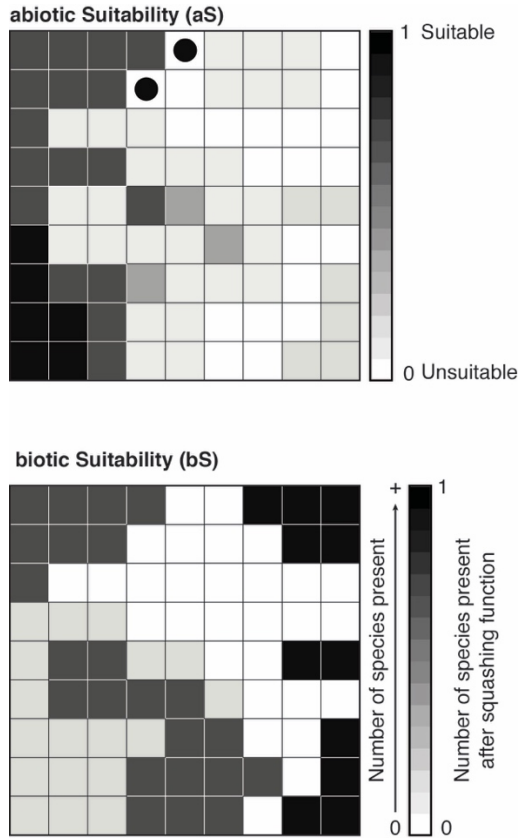 abiotic Suitability (aS)
1 Suitable
0 Unsuitable
biotic Suitability (bS)
+
Number of species present
0
1
Number of species present
after squashing function
0